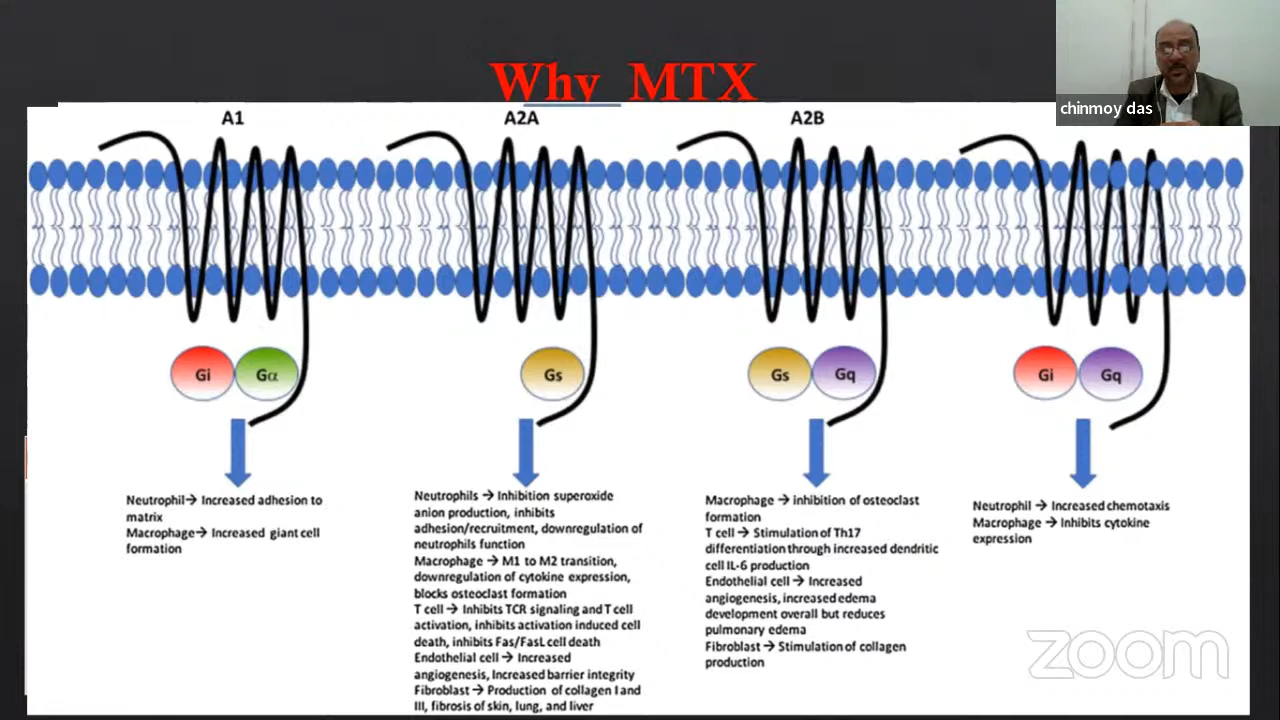 Why MTX
chinmoy das
A1
A2A
A2B
Gi
Gα
Gs
Gs
Gq
Gi
Gq
Neutrophil→ Increased adhesion to
matrix
Macrophage→ Increased giant cell
formation
Neutrophils → Inhibition superoxide
anion production, inhibits
adhesion/recruitment, downregulation of
neutrophils function
Macrophage → M1 to M2 transition,
downregulation of cytokine expression,
blocks osteoclast formation
T cell → Inhibits TCR signaling and T cell
activation, inhibits activation induced cell
death, inhibits Fas/FasL cell death
Endothelial cell → Increased
angiogenesis, Increased barrier integrity
Fibroblast → Production of collagen I and
III, fibrosis of skin, lung, and liver
Macrophage → inhibition of osteoclast
formation
T cell → Stimulation of Th17
differentiation through increased dendritic
cell IL-6 production
Endothelial cell → Increased
angiogenesis, increased edema
development overall but reduces
pulmonary edema
Fibroblast → Stimulation of collagen
production
Neutrophil → Increased chemotaxis
Macrophage → Inhibits cytokine
expression
zoom